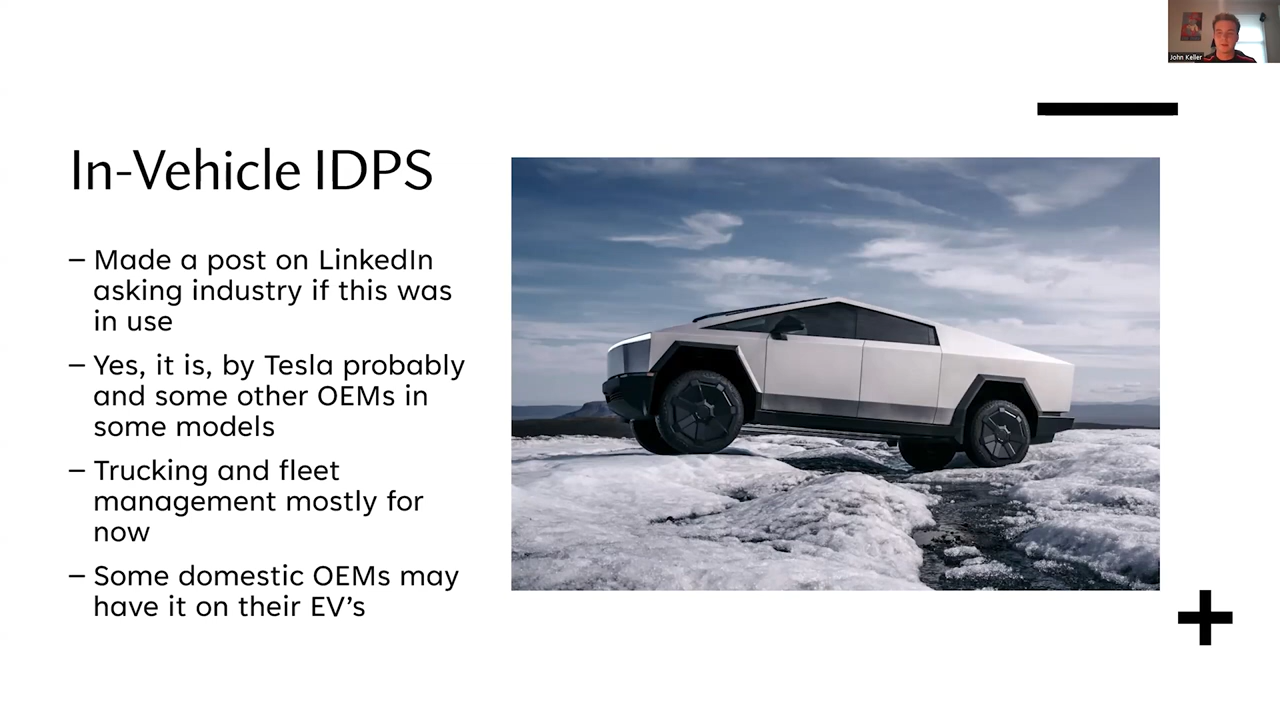 John Keller
In-Vehicle IDPS
– Made a post on LinkedIn
asking industry if this was
in use
– Yes, it is, by Tesla probably
and some other OEMs in
some models
– Trucking and fleet
management mostly for
now
– Some domestic OEMs may
have it on their EV’s